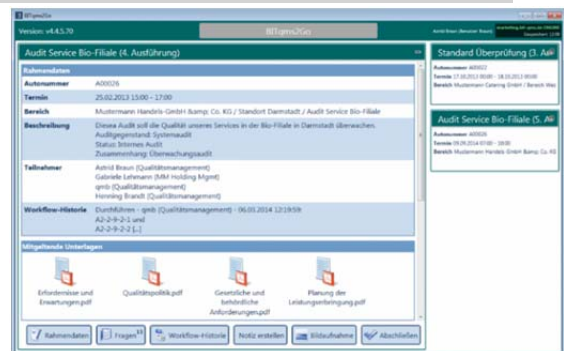 BITqms2Go
Version: v4.4.5.70
BITqms2Go
Audit Service Bio-Filiale (4. Ausführung)
Rahmendaten
Autonummer A00026
Termin 25.02.2013 15:00 - 17:00
Bereich Mustermann Handels-GmbH &amp; Co. KG / Standort Darmstadt / Audit Service Bio-Filiale
Beschreibung Dieses Audit soll die Qualität unseres Services in der Bio-Filiale in Darmstadt überwachen.
Auditgegenstand: Systemaudit
Status: Internes Audit
Zusammenhang: Überwachungsaudit
Teilnehmer Astrid Braun (Qualitätsmanagement)
Gabriele Lehmann (MM Holding Mgmt)
qmb (Qualitätsmanagement)
Henning Brandt (Qualitätsmanagement)
Workflow-Historie Durchführen - qmb (Qualitätsmanagement) - 06.03.2014 12:19:59
A2-2-9-2-1 und
A2-2-9-2-2 [...]
Mitgeltende Unterlagen
Erfordernisse und
Erwartungen.pdf
Qualitätspolitik.pdf
Gesetzliche und
behördliche
Anforderungen.pdf
Planung der
Leistungserbringung.pdf
Rahmendaten
Fragen
Workflow-Historie
Notiz erstellen
Bildaufnahme
Abschließen
Standard Überprüfung (3. A
Autonummer A00022
Termin 17.10.2013 00:00 - 18.10.2013 00:00
Bereich Mustermann Catering GmbH / Bereich Wes
Audit Service Bio-Filiale (5. A
Autonummer A00026
Termin 09.09.2014 07:00 - 18:00
Bereich Mustermann Handels GmbH &amp; Co. KG